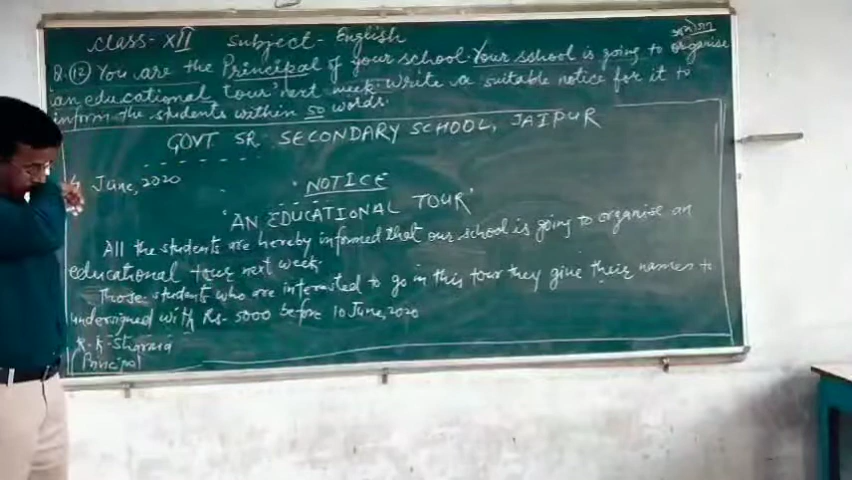 Class- XII Subject- English
Q. (12) You are the Principal of your school. Your school is going to organise
an educational tour next week. Write a suitable notice for it to
inform the students within 50 words.
GOVT SR SECONDARY SCHOOL, JAIPUR
June, 2020
NOTICE
'AN EDUCATIONAL TOUR'
All the students are hereby informed that our school is going to organise an
educational tour next week.
Those students who are interested to go in this tour they give their names to
undersigned with Rs- 5000 before 10 June, 2020
K.K-Sharma
(Principal